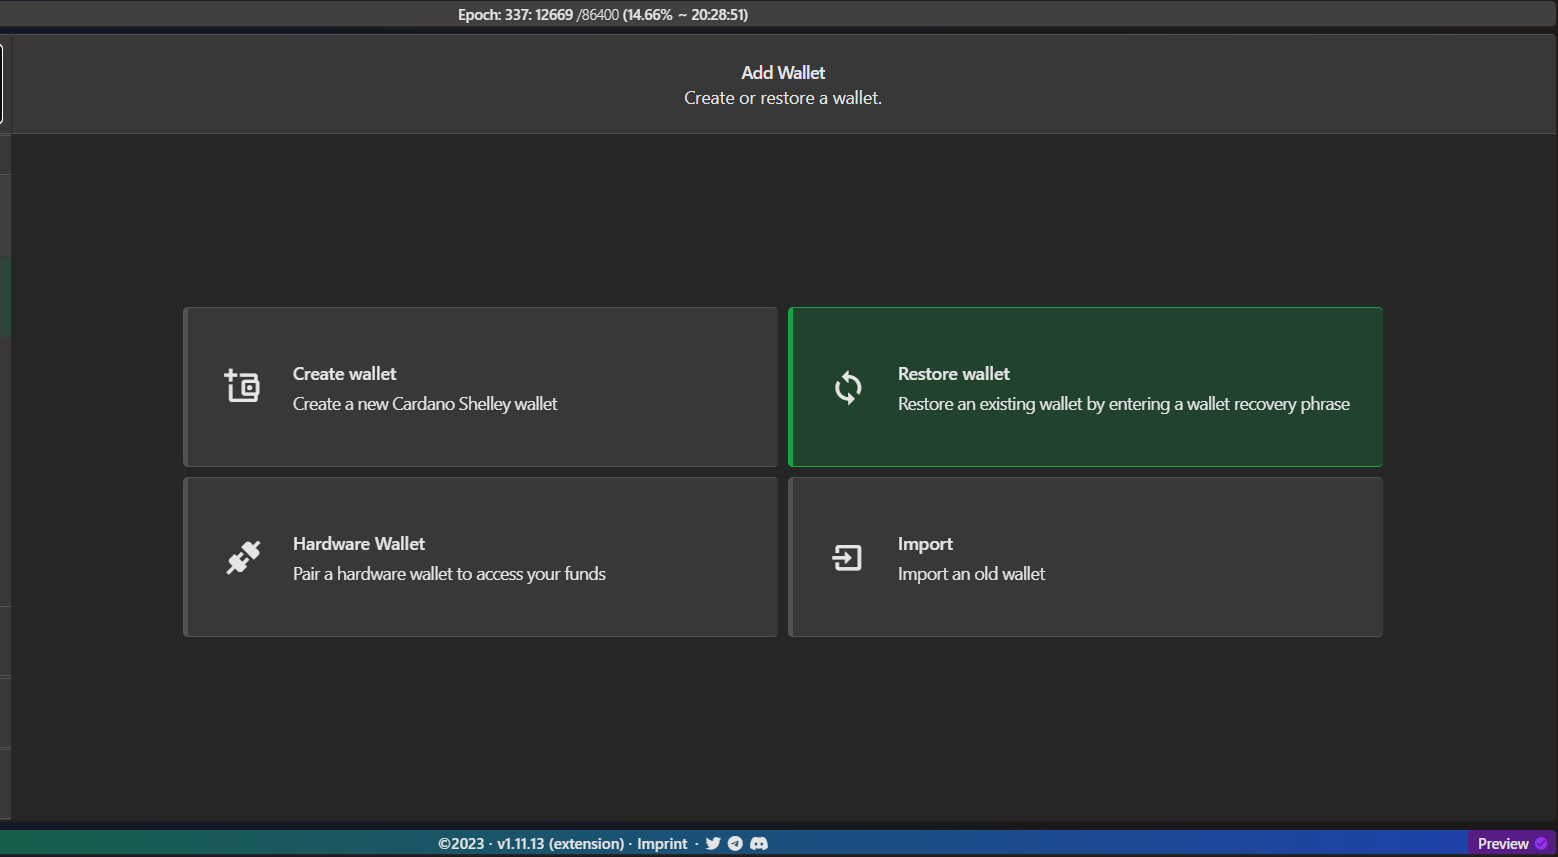 Epoch: 337: 12669 /86400 (14.66% ~ 20:28:51)
Add Wallet
Create or restore a wallet.
Create wallet
Create a new Cardano Shelley wallet
Restore wallet
Restore an existing wallet by entering a wallet recovery phrase
Hardware Wallet
Pair a hardware wallet to access your funds
Import
Import an old wallet
©2023 · v1.11.13 (extension) · Imprint ·
Preview